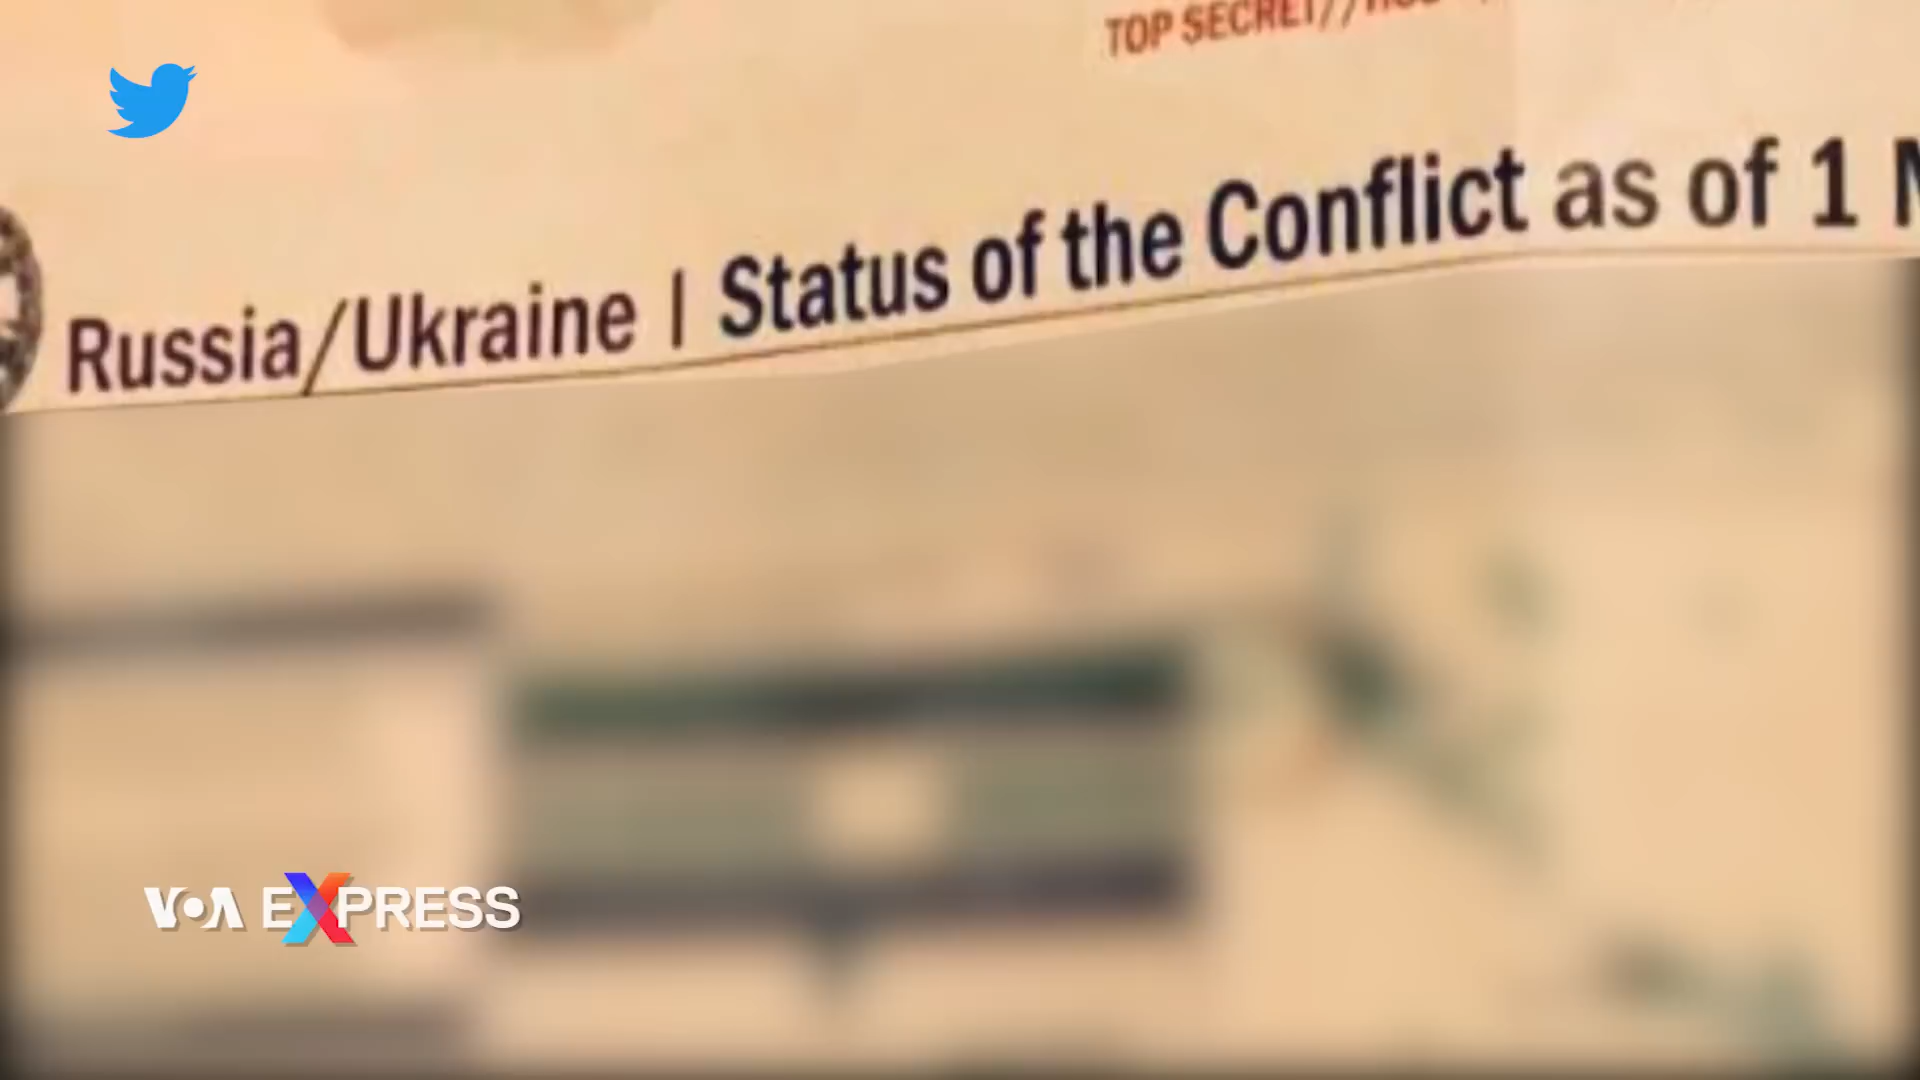 TOP SECRET//
Russia/Ukraine | Status of the Conflict as of 1
VOA EXPRESS